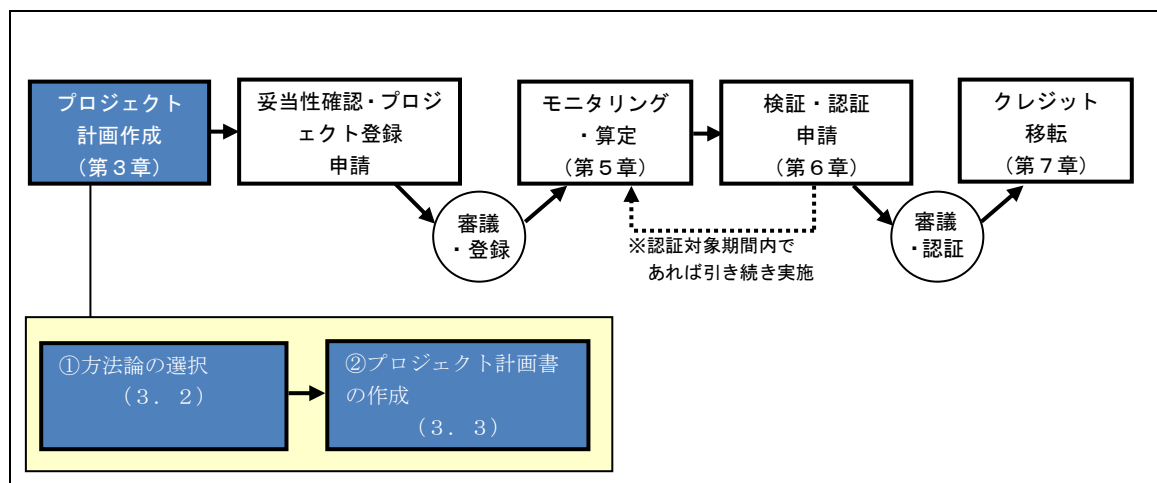 プロジェクト
計画作成
（第３章）
妥当性確認・プロジ
ェクト登録
申請
モニタリング
・算定
（第５章）
検証・認証
申請
（第６章）
クレジット
移転
（第７章）
審議
・登録
※認証対象期間内で
あれば引き続き実施
審議
・認証
①方法論の選択
（３．２）
②プロジェクト計画書
の作成
（３．３）